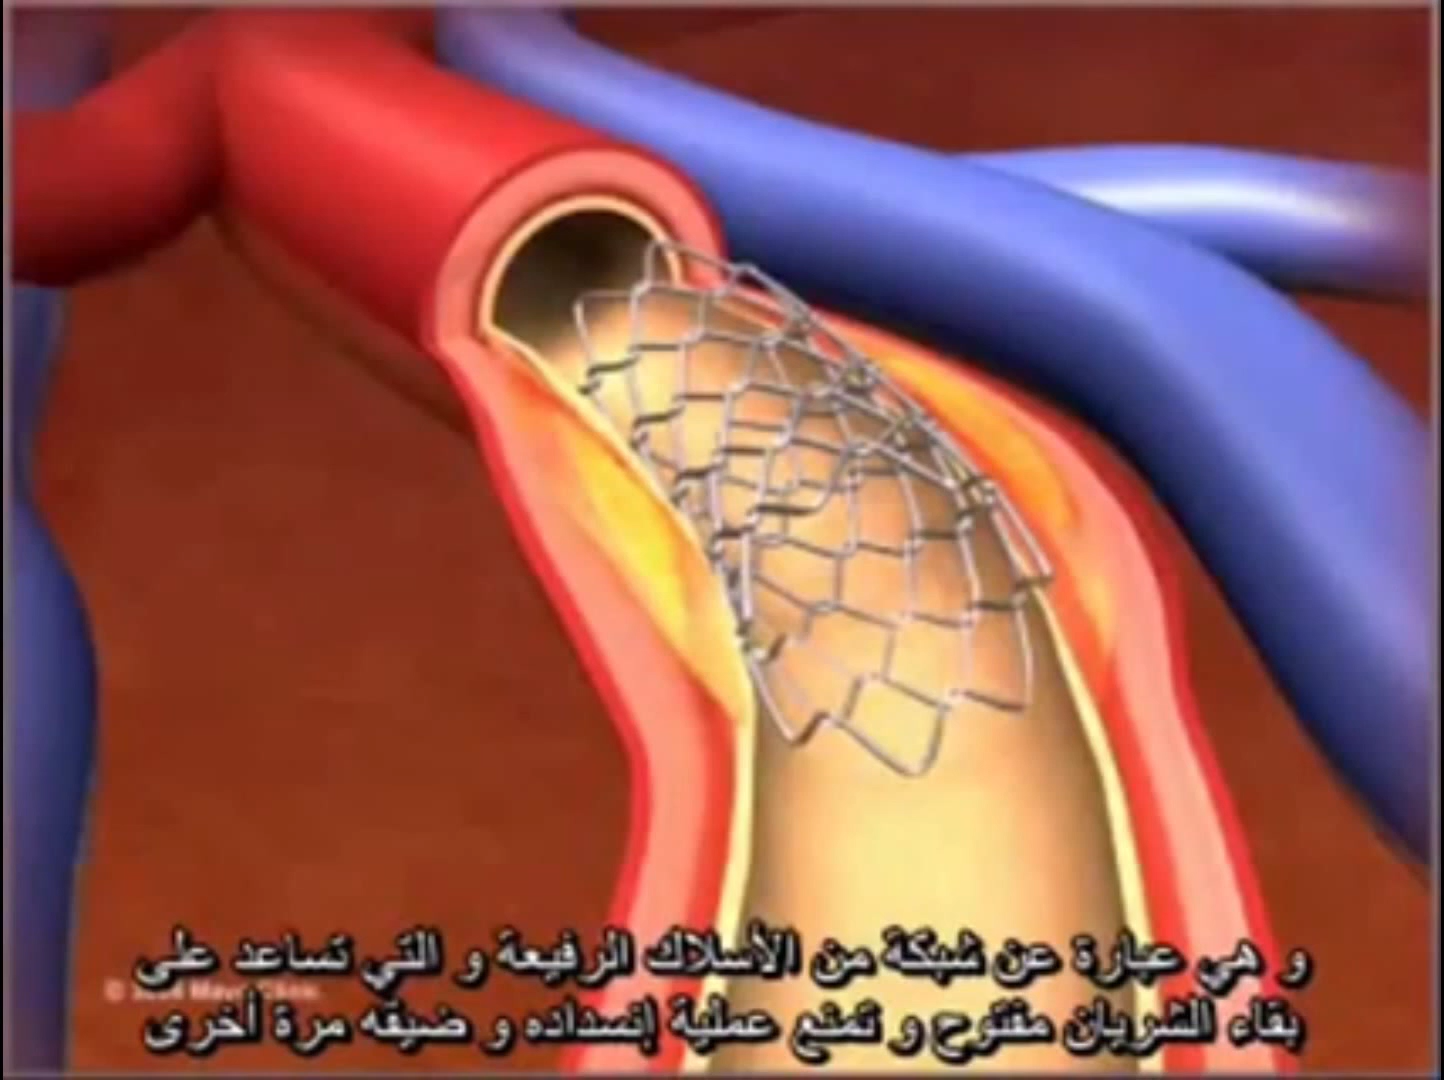 و هي عبارة عن شبكة من الأسلاك الرفيعة و التي تساعد على
بقاء الشريان مفتوح و تمنع عملية إنسداده و ضيقه مرة أخرى